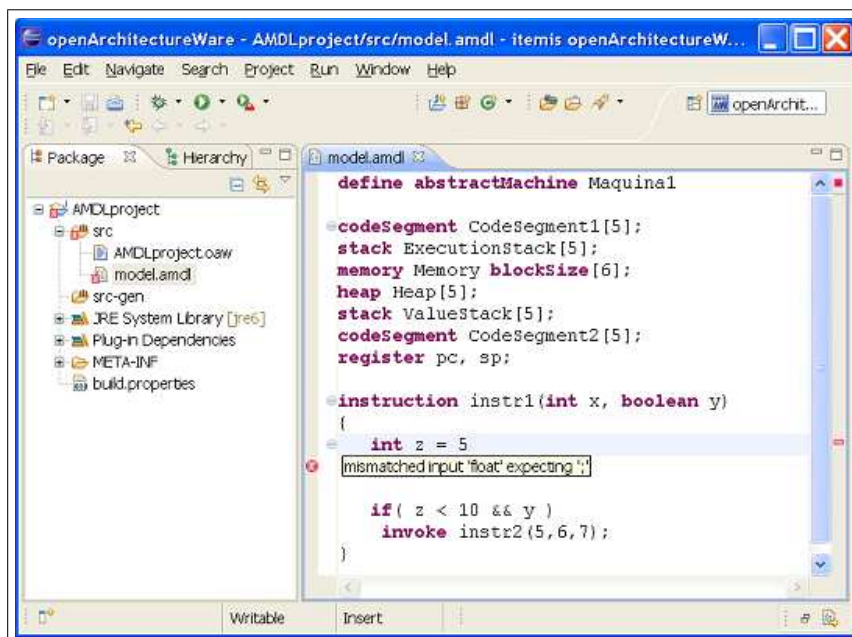 openArchitectureWare - AMDLproject/src/model.amdl - itemis openArchitectureW...
File Edit Navigate Search Project Run Window Help
openArchit...
Package
Hierarchy
AMDLproject
src
AMDLproject.oaw
model.amdl
src-gen
JRE System Library [jre6]
Plug-in Dependencies
META-INF
build.properties
model.amdl
define abstractMachine Maquina1
codeSegment CodeSegment1[5];
stack ExecutionStack[5];
memory Memory blockSize[6];
heap Heap[5];
stack ValueStack[5];
codeSegment CodeSegment2[5];
register pc, sp;
instruction instr1(int x, boolean y)
{
int z = 5
mismatched input 'float' expecting ';'
if( z < 10 && y )
invoke instr2(5,6,7);
}
Writable
Insert